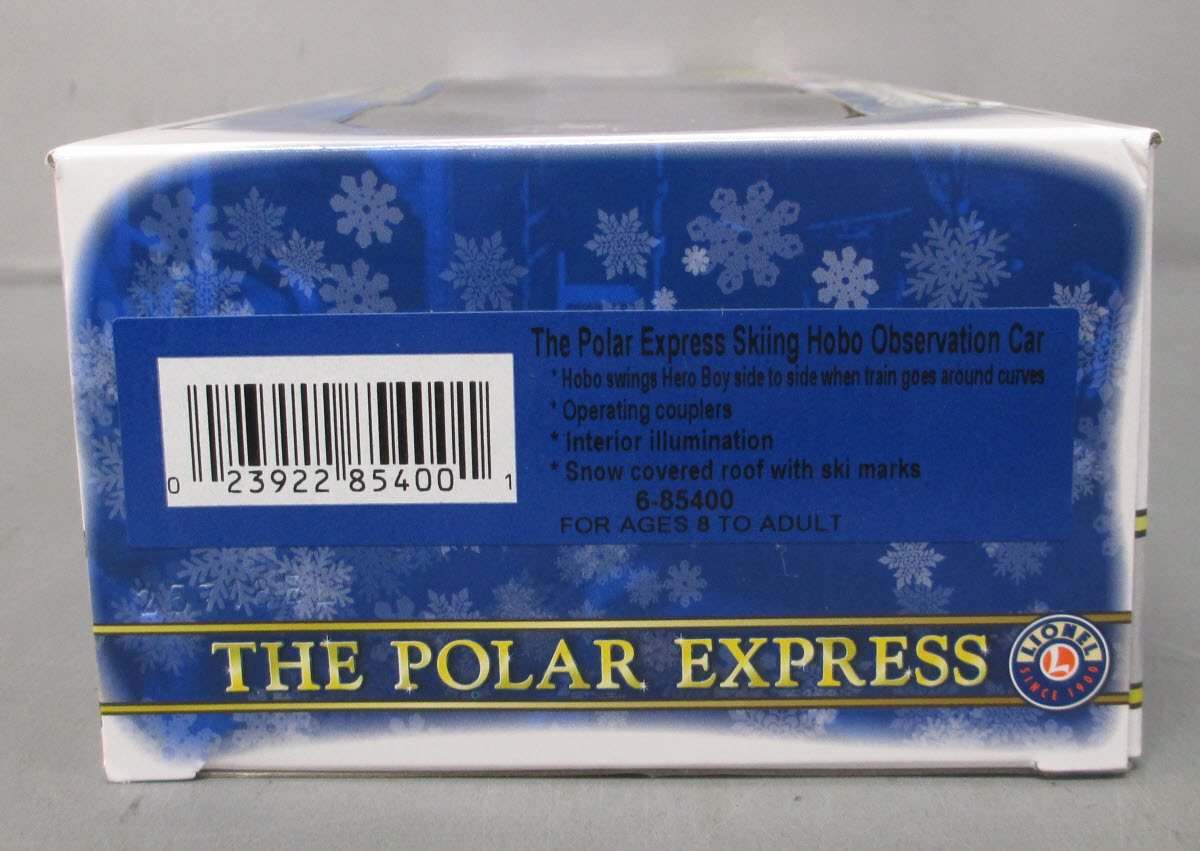 The Polar Express Skiing Hobo Observation Car
* Hobo swings Hero Boy side to side when train goes around curves
* Operating couplers
* Interior illumination
* Snow covered roof with ski marks
6-85400
FOR AGES 8 TO ADULT
0 23922 85400 1
THE POLAR EXPRESS™
LIONEL
L
SINCE 1900